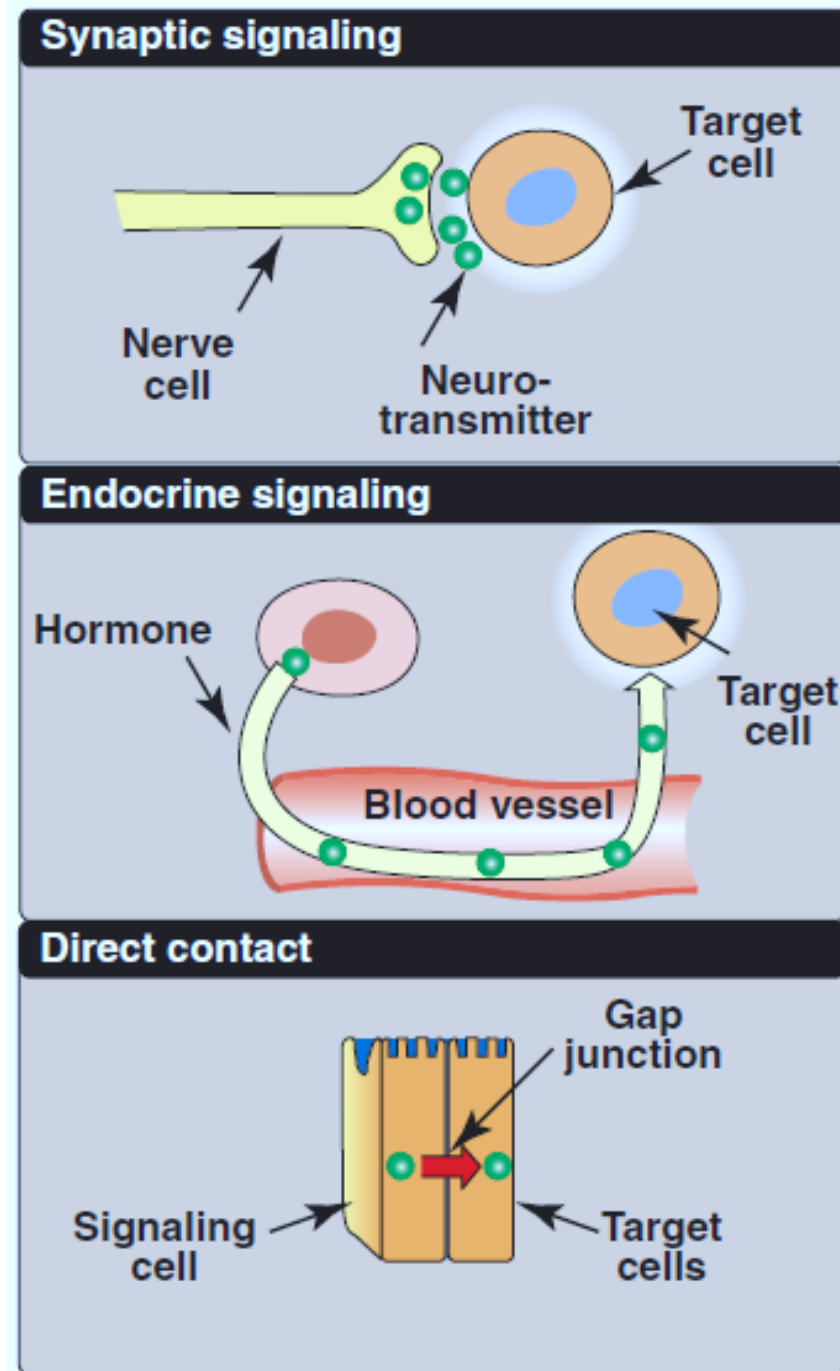 Synaptic signaling
Target
cell
Nerve
cell
Neuro-
transmitter
Endocrine signaling
Hormone
Target
cell
Blood vessel
Direct contact
Gap
junction
Signaling
cell
Target
cells